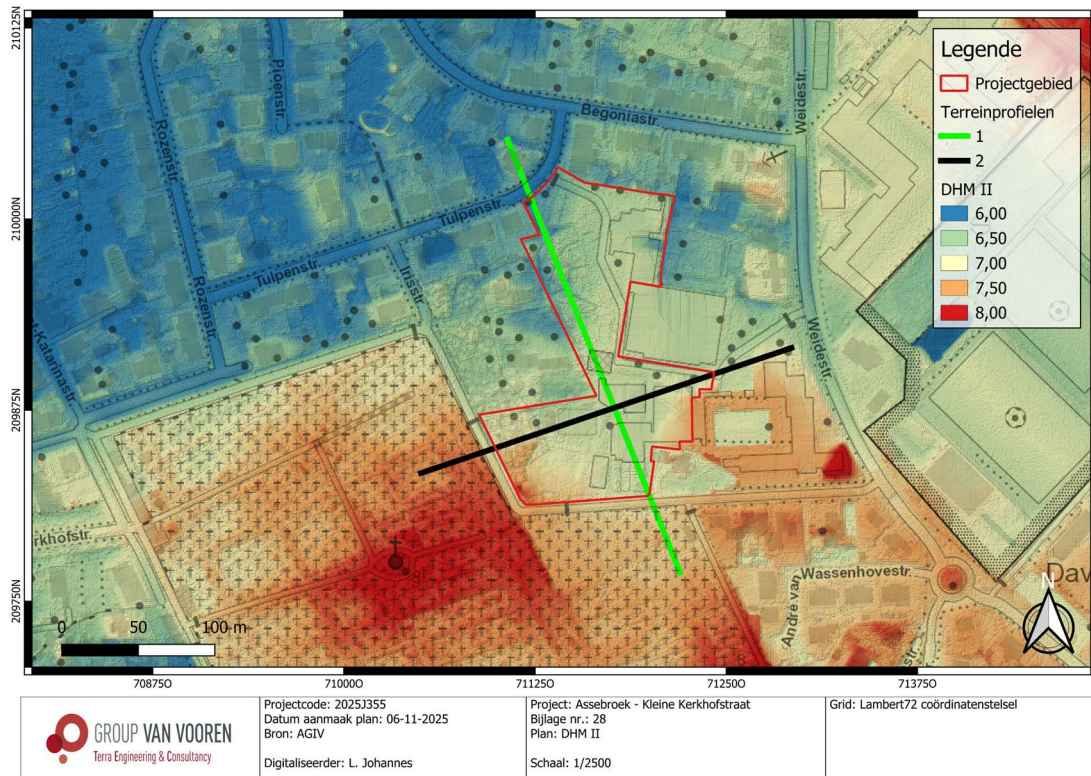 210125N
210000N
209875N
209750N
Pioenstr.
Rozenstr.
Begoniastr.
Weidestr.
Tulpenstr.
Tulpenstr.
Irisstr.
Rozenstr.
Weidestr.
t-Katarinastr.
rkhofstr.
Wassenhovestr.
André van
Dav
str.
Legende
Projectgebied
Terreinprofielen
1
2
DHM II
6,00
6,50
7,00
7,50
8,00
0 50 100 m
N
708750 710000 711250 712500 713750
GROUP VAN VOOREN
Terra Engineering & Consultancy
Projectcode: 2025J355
Datum aanmaak plan: 06-11-2025
Bron: AGIV
Digitaliseerder: L. Johannes
Project: Assebroek - Kleine Kerkhofstraat
Bijlage nr.: 28
Plan: DHM II
Schaal: 1/2500
Grid: Lambert72 coördinatenstelsel